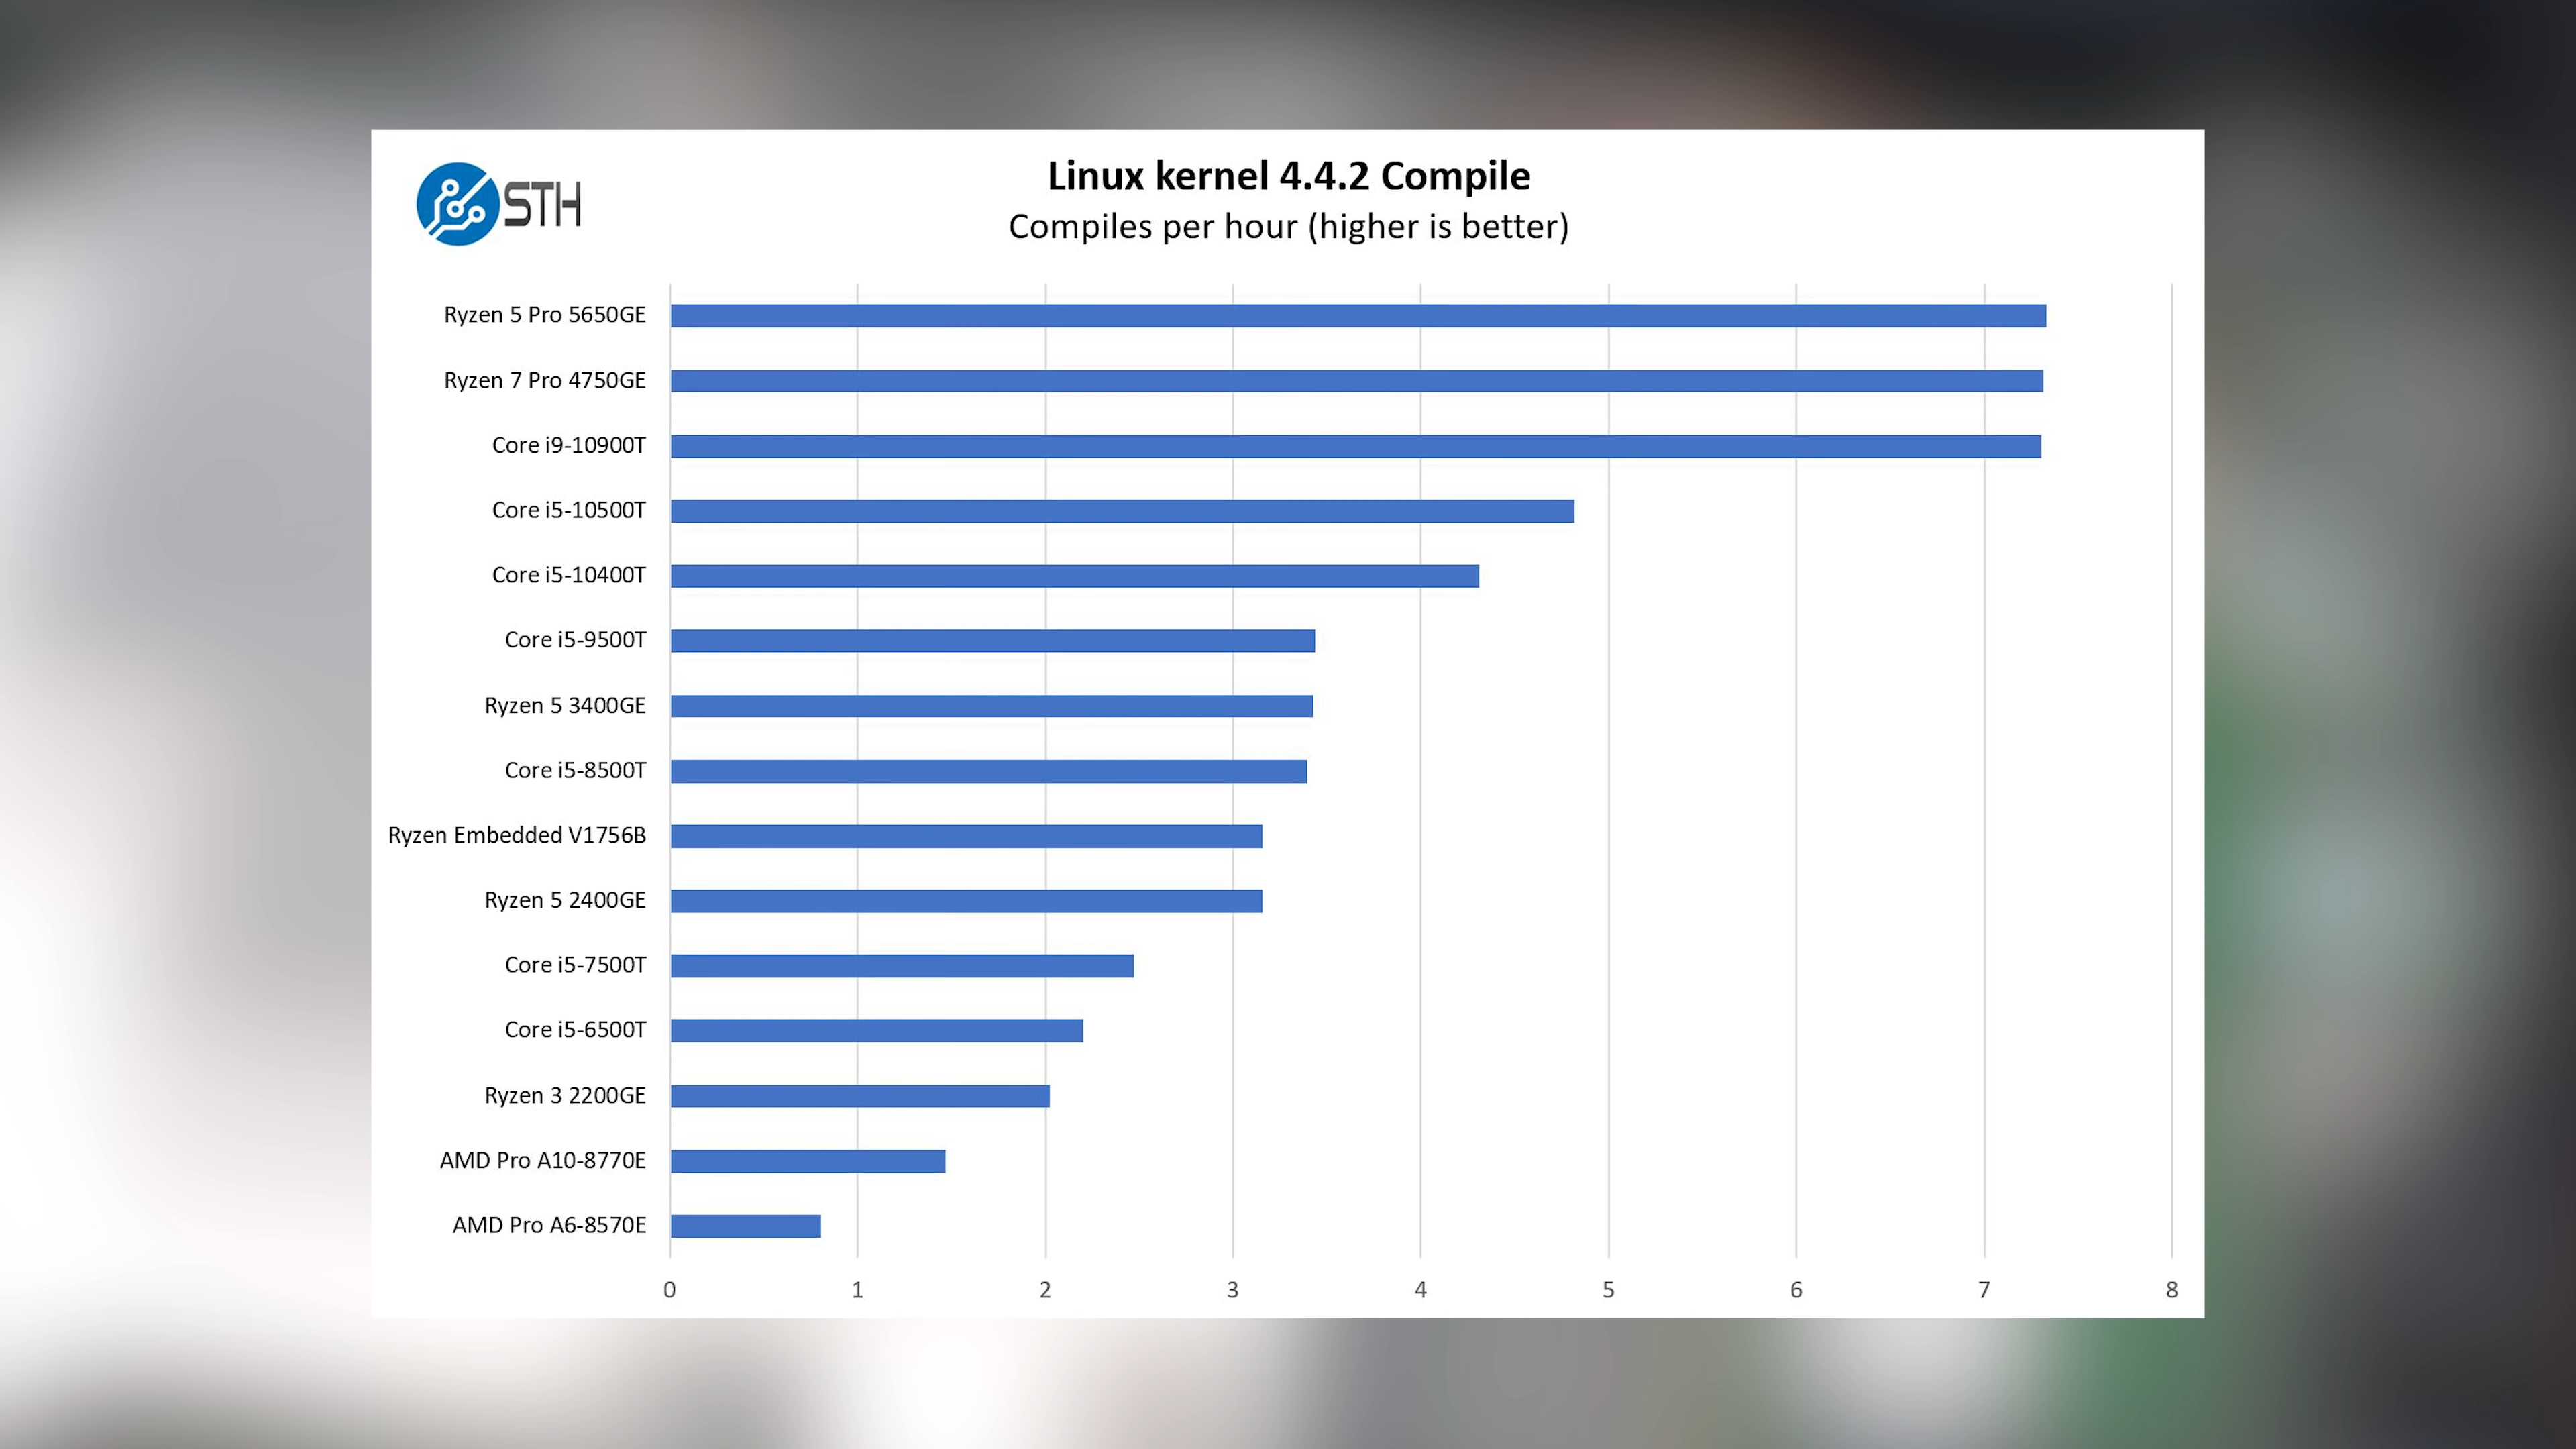 STH
Linux kernel 4.4.2 Compile
Compiles per hour (higher is better)
Ryzen 5 Pro 5650GE
Ryzen 7 Pro 4750GE
Core i9-10900T
Core i5-10500T
Core i5-10400T
Core i5-9500T
Ryzen 5 3400GE
Core i5-8500T
Ryzen Embedded V1756B
Ryzen 5 2400GE
Core i5-7500T
Core i5-6500T
Ryzen 3 2200GE
AMD Pro A10-8770E
AMD Pro A6-8570E
0 1 2 3 4 5 6 7 8